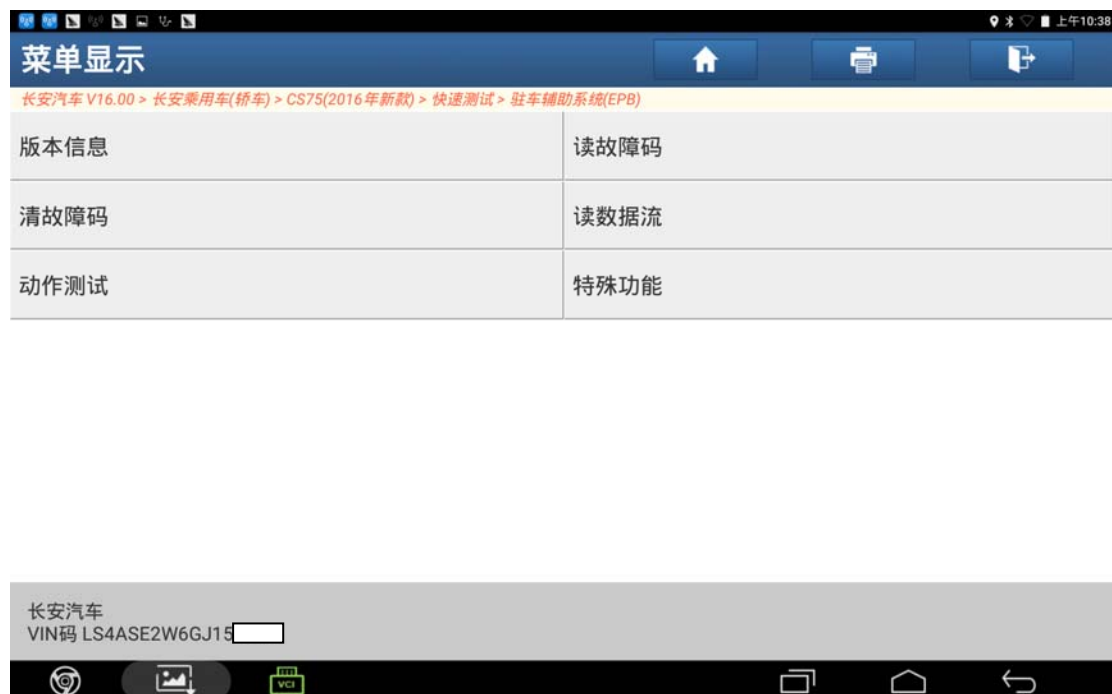 上午10:38
菜单显示
长安汽车 V16.00 > 长安乘用车(轿车) > CS75(2016年新款) > 快速测试 > 驻车辅助系统(EPB)
版本信息
读故障码
清故障码
读数据流
动作测试
特殊功能
长安汽车
VIN码 LS4ASE2W6GJ15
VCI